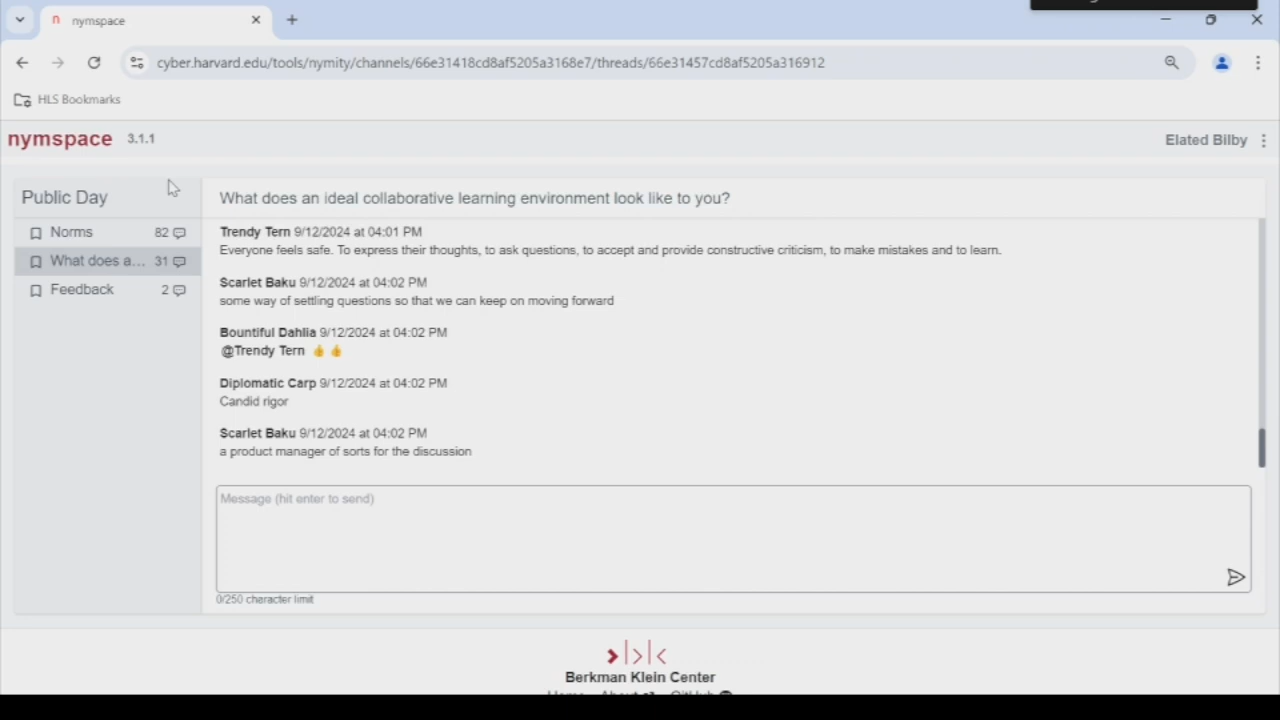 nymspace
cyber.harvard.edu/tools/nymity/channels/66e31418cd8af5205a3168e7/threads/66e31457cd8af5205a316912
HLS Bookmarks
nymspace 3.1.1
Elated Bilby
Public Day
What does an ideal collaborative learning environment look like to you?
Norms 82
What does a... 31
Feedback 2
Trendy Tern 9/12/2024 at 04:01 PM
Everyone feels safe. To express their thoughts, to ask questions, to accept and provide constructive criticism, to make mistakes and to learn.
Scarlet Baku 9/12/2024 at 04:02 PM
some way of settling questions so that we can keep on moving forward
Bountiful Dahlia 9/12/2024 at 04:02 PM
@Trendy Tern 👍 👍
Diplomatic Carp 9/12/2024 at 04:02 PM
Candid rigor
Scarlet Baku 9/12/2024 at 04:02 PM
a product manager of sorts for the discussion
Message (hit enter to send)
0/250 character limit
Berkman Klein Center
Home About GitHub